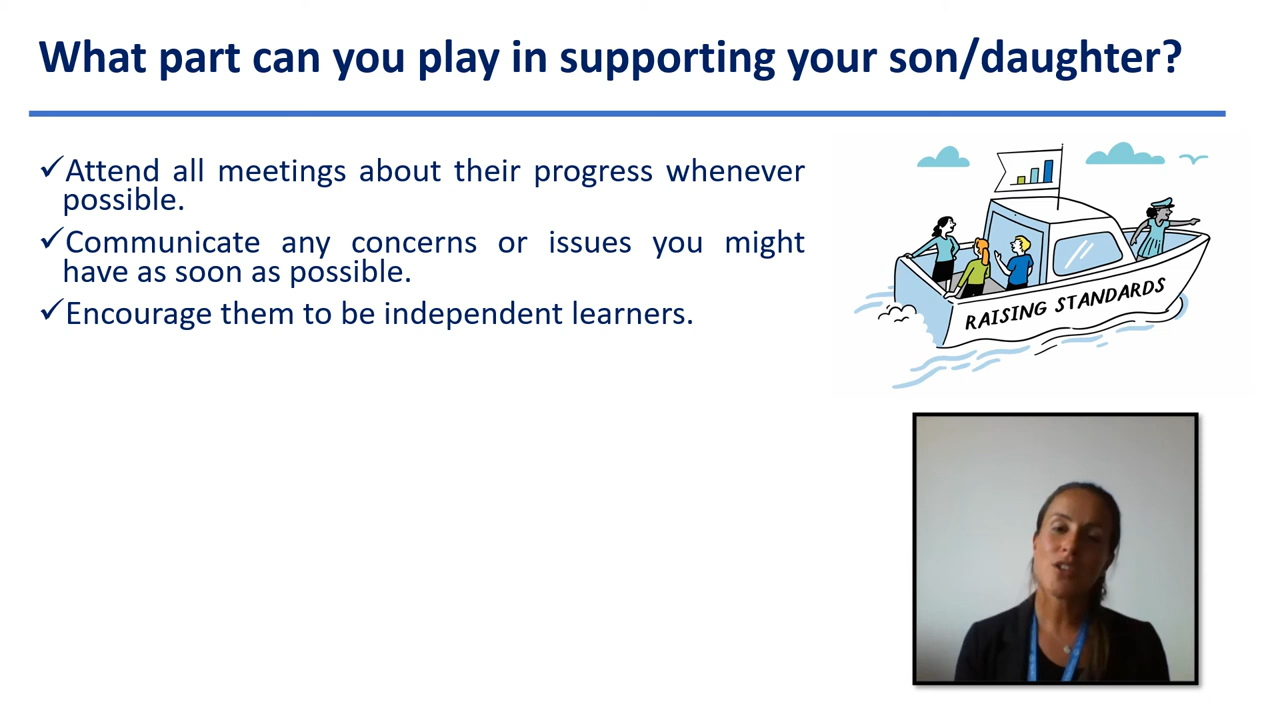 What part can you play in supporting your son/daughter?
✓Attend all meetings about their progress whenever
possible.
✓Communicate any concerns or issues you might
have as soon as possible.
✓Encourage them to be independent learners.
RAISING STANDARDS